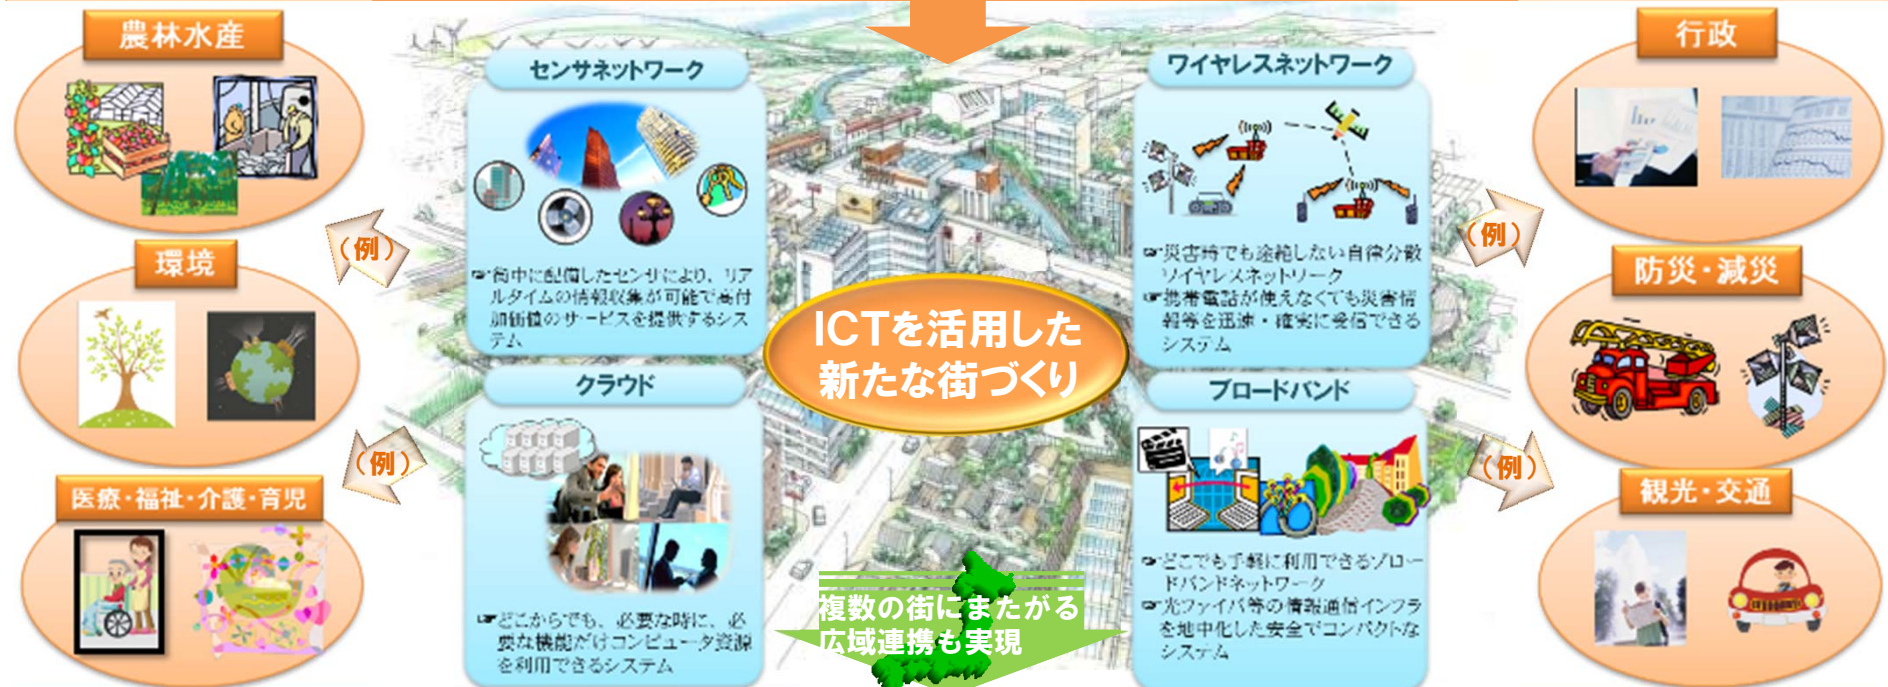 農林水産
環境
医療・福祉・介護・育児
(例)
(例)
センサネットワーク
☞街中に配備したセンサにより、リア
ルタイムの情報収集が可能で高付
加価値のサービスを提供するシス
テム
クラウド
☞どこからでも、必要な時に、必
要な機能だけコンピュータ資源
を利用できるシステム
ICTを活用した
新たな街づくり
複数の街にまたがる
広域連携も実現
ワイヤレスネットワーク
☞災害時でも途絶しない自律分散
ワイヤレスネットワーク
☞携帯電話が使えなくても災害情
報等を迅速・確実に受信できる
システム
ブロードバンド
☞どこでも手軽に利用できるブロー
ドバンドネットワーク
☞光ファイバ等の情報通信インフラ
を地中化した安全でコンパクトな
システム
(例)
(例)
行政
防災・減災
観光・交通